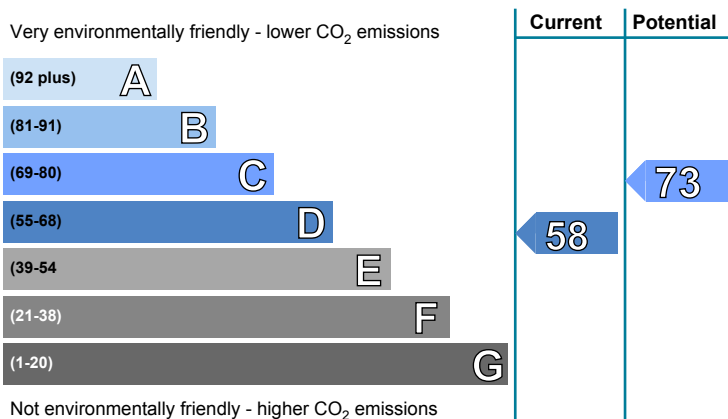 Very environmentally friendly - lower CO2 emissions
Current
Potential
(92 plus) A
(81-91) B
(69-80) C
73
(55-68) D
58
(39-54 E
(21-38) F
(1-20) G
Not environmentally friendly - higher CO2 emissions